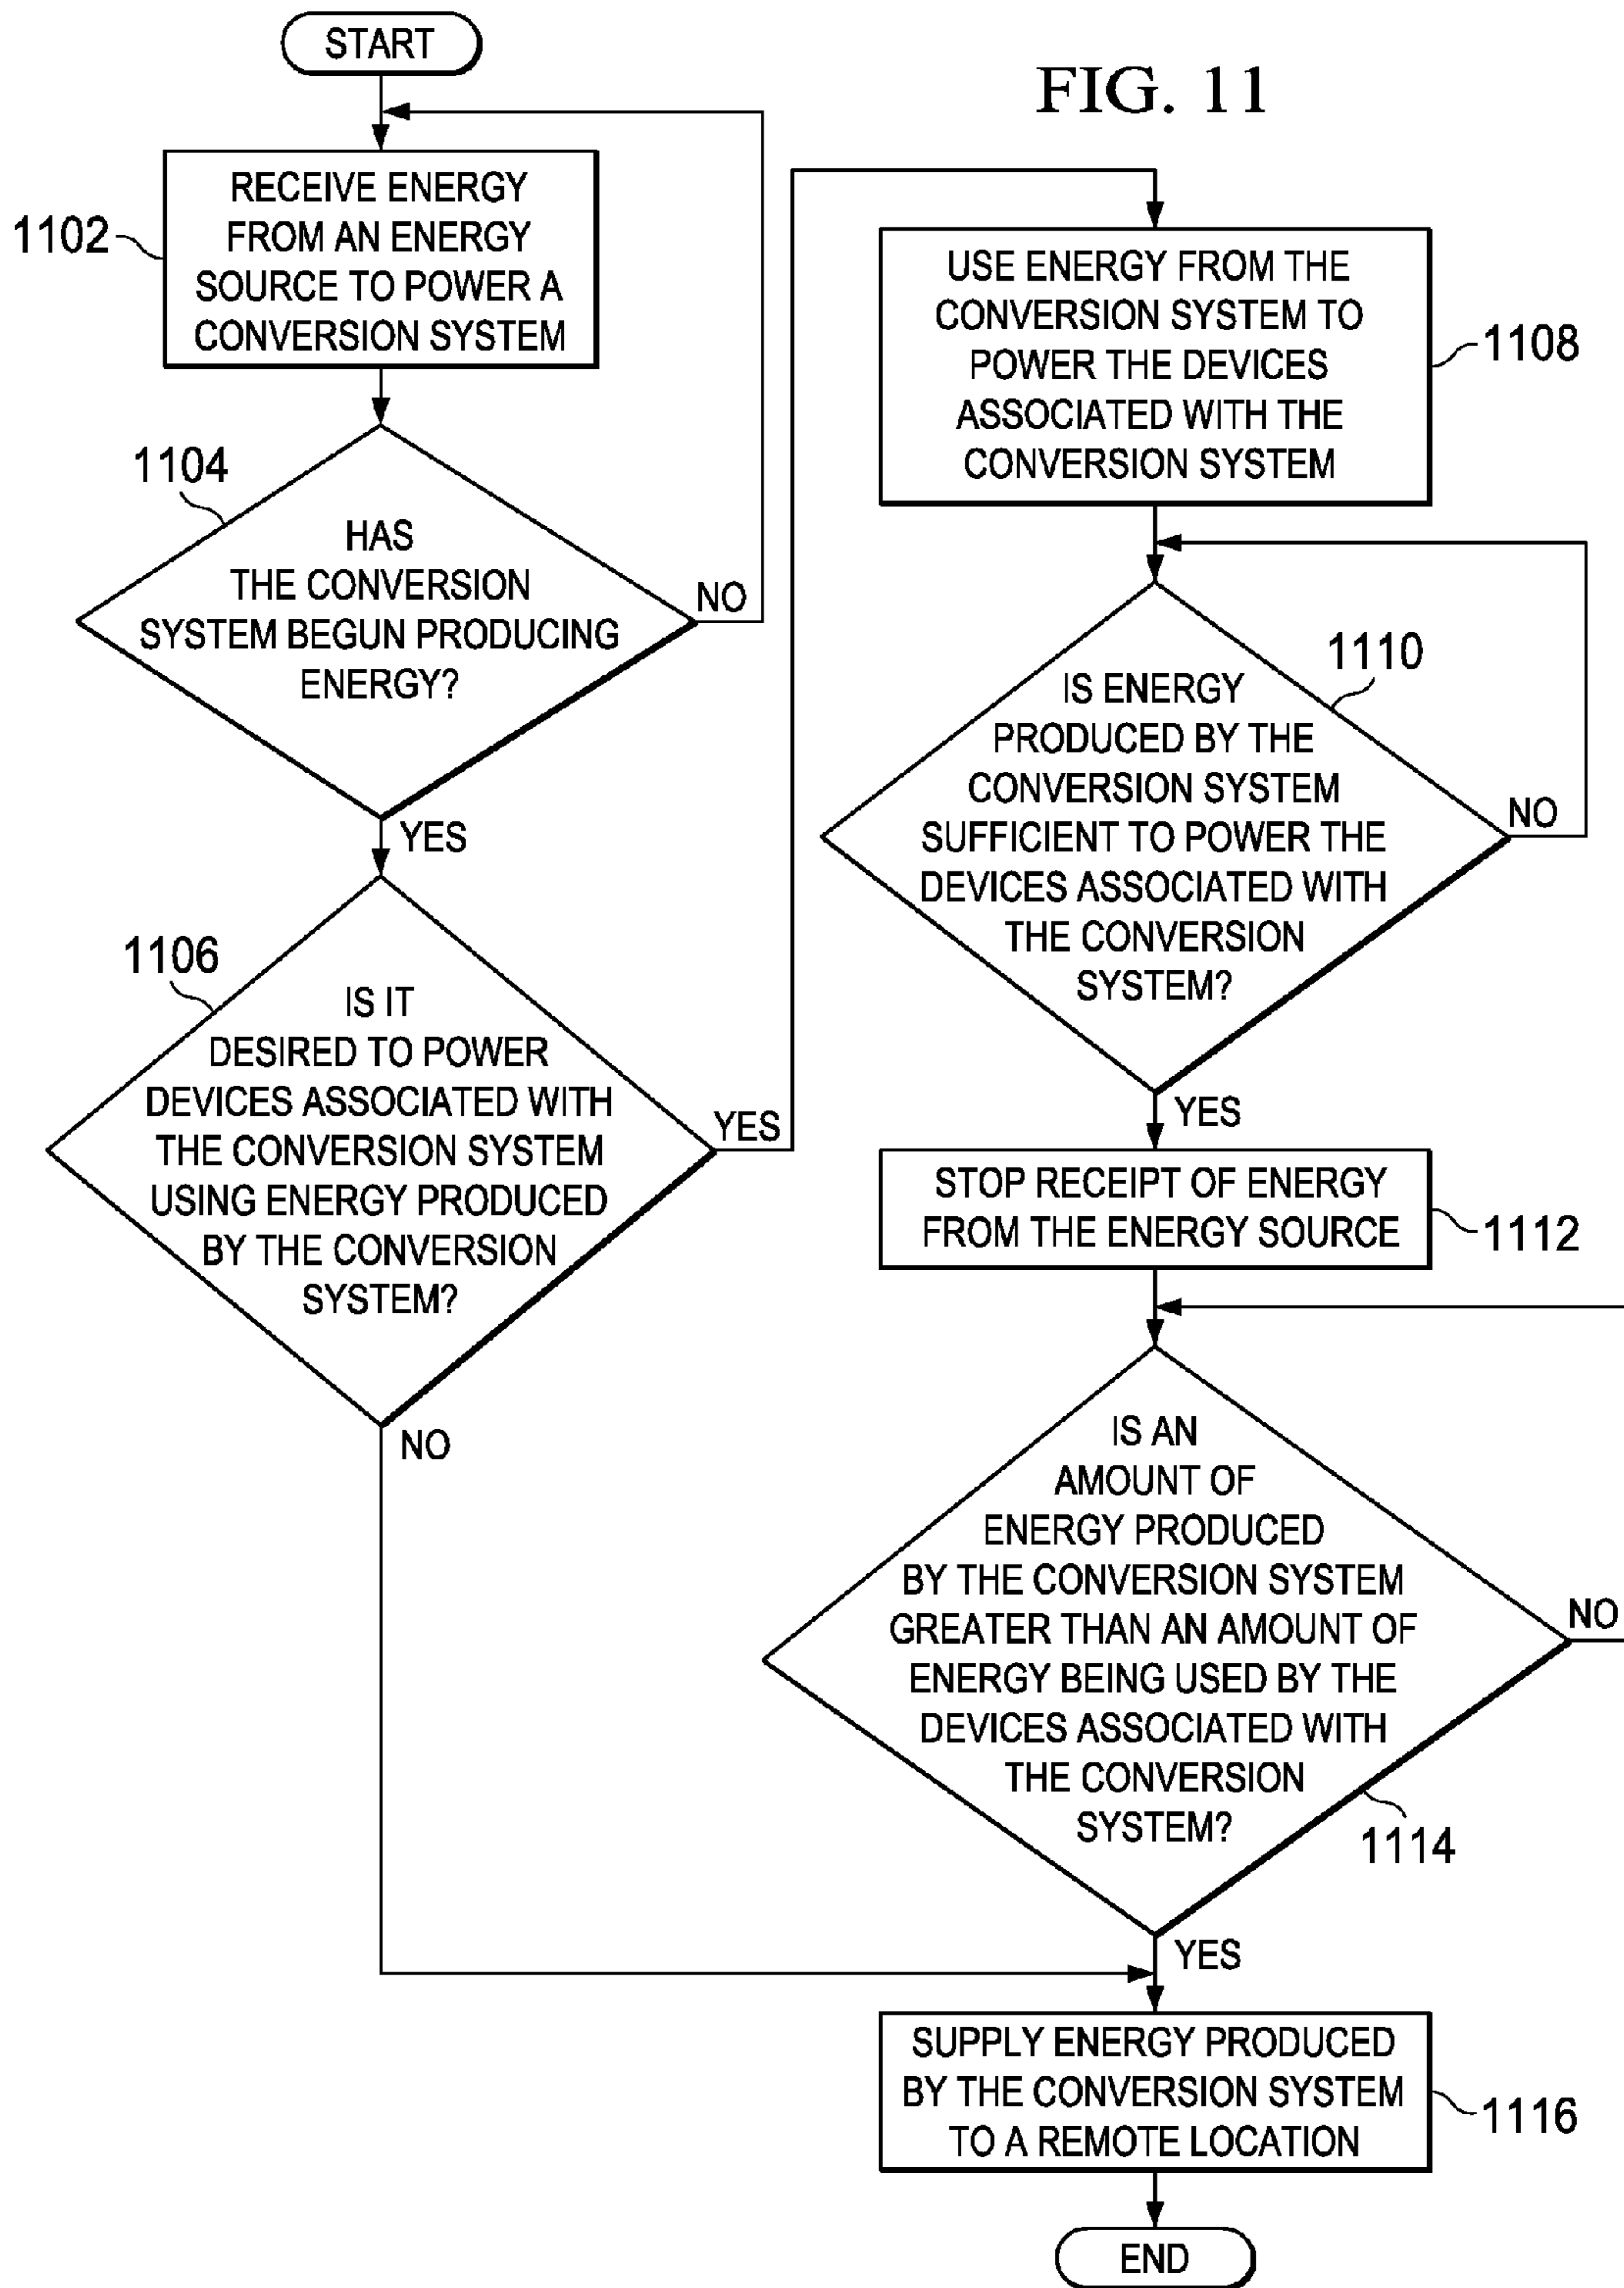 START
FIG. 11
1102
RECEIVE ENERGY
FROM AN ENERGY
SOURCE TO POWER A
CONVERSION SYSTEM
1104
HAS
THE CONVERSION
SYSTEM BEGUN PRODUCING
ENERGY?
NO
YES
1106
IS IT
DESIRED TO POWER
DEVICES ASSOCIATED WITH
THE CONVERSION SYSTEM
USING ENERGY PRODUCED
BY THE CONVERSION
SYSTEM?
YES
NO
USE ENERGY FROM THE
CONVERSION SYSTEM TO
POWER THE DEVICES
ASSOCIATED WITH THE
CONVERSION SYSTEM
1108
1110
IS ENERGY
PRODUCED BY THE
CONVERSION SYSTEM
SUFFICIENT TO POWER THE
DEVICES ASSOCIATED WITH
THE CONVERSION
SYSTEM?
NO
YES
STOP RECEIPT OF ENERGY
FROM THE ENERGY SOURCE
1112
IS AN
AMOUNT OF
ENERGY PRODUCED
BY THE CONVERSION SYSTEM
GREATER THAN AN AMOUNT OF
ENERGY BEING USED BY THE
DEVICES ASSOCIATED WITH
THE CONVERSION
SYSTEM?
NO
1114
YES
SUPPLY ENERGY PRODUCED
BY THE CONVERSION SYSTEM
TO A REMOTE LOCATION
1116
END